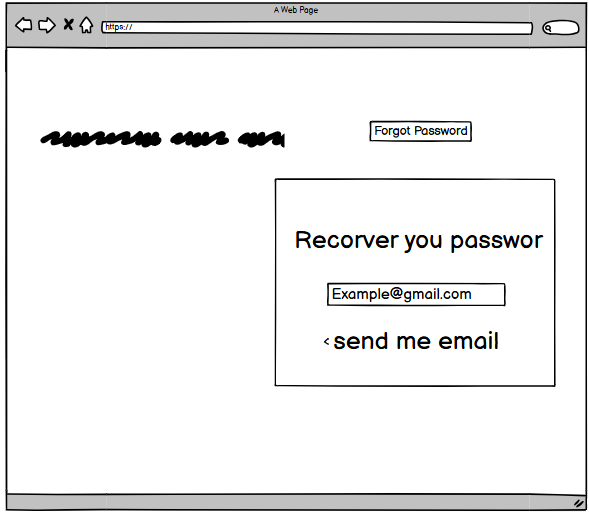 A Web Page
https://
Forgot Password
Recorver you passwor
Example@gmail.com
<send me email